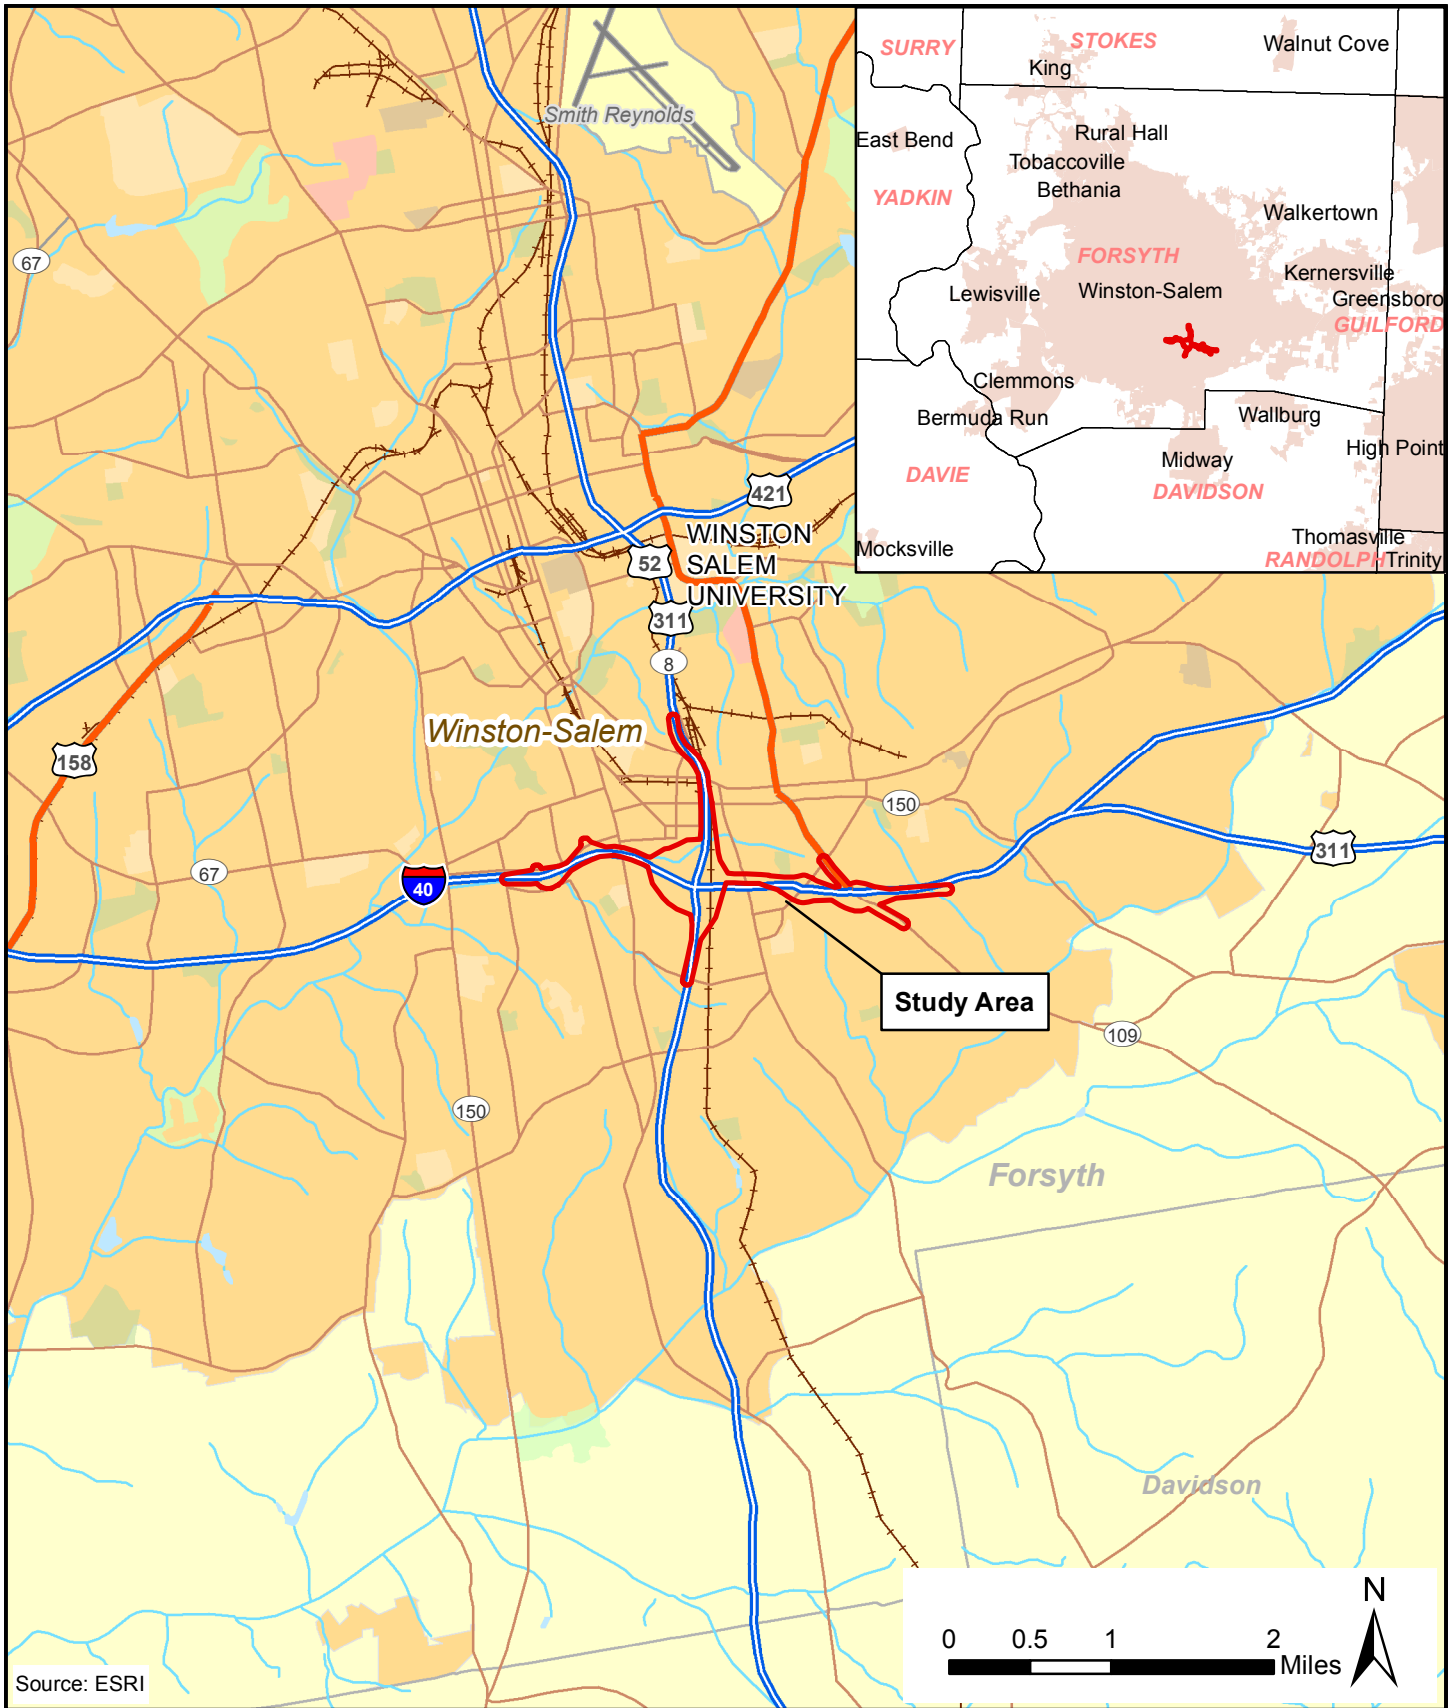 Smith Reynolds
67
421
WINSTON
SALEM
UNIVERSITY
52
311
8
Winston-Salem
158
150
67
40
311
Study Area
109
150
Forsyth
Davidson
SURRY
STOKES
Walnut Cove
King
East Bend
Rural Hall
Tobaccoville
Bethania
YADKIN
Walkertown
FORSYTH
Kernersville
Lewisville
Winston-Salem
Greensboro
GUILFORD
Clemmons
Bermuda Run
Wallburg
High Point
Midway
DAVIE
DAVIDSON
Thomasville
Mocksville
RANDOLPH
Trinity
N
0 0.5 1 2
Miles
Source: ESRI